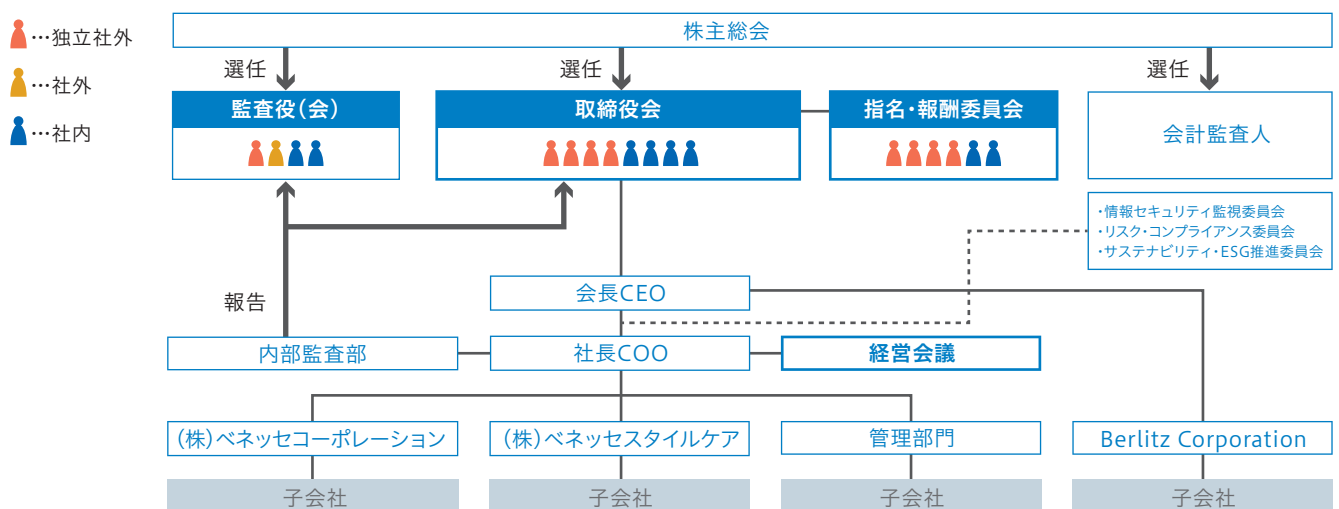 …独立社外
…社外
…社内
株主総会
選任
選任
選任
監査役(会)
取締役会
指名・報酬委員会
会計監査人
・情報セキュリティ監視委員会
・リスク・コンプライアンス委員会
・サステナビリティ・ESG推進委員会
会長CEO
報告
内部監査部
社長COO
経営会議
(株)ベネッセコーポレーション
(株)ベネッセスタイルケア
管理部門
Berlitz Corporation
子会社
子会社
子会社
子会社